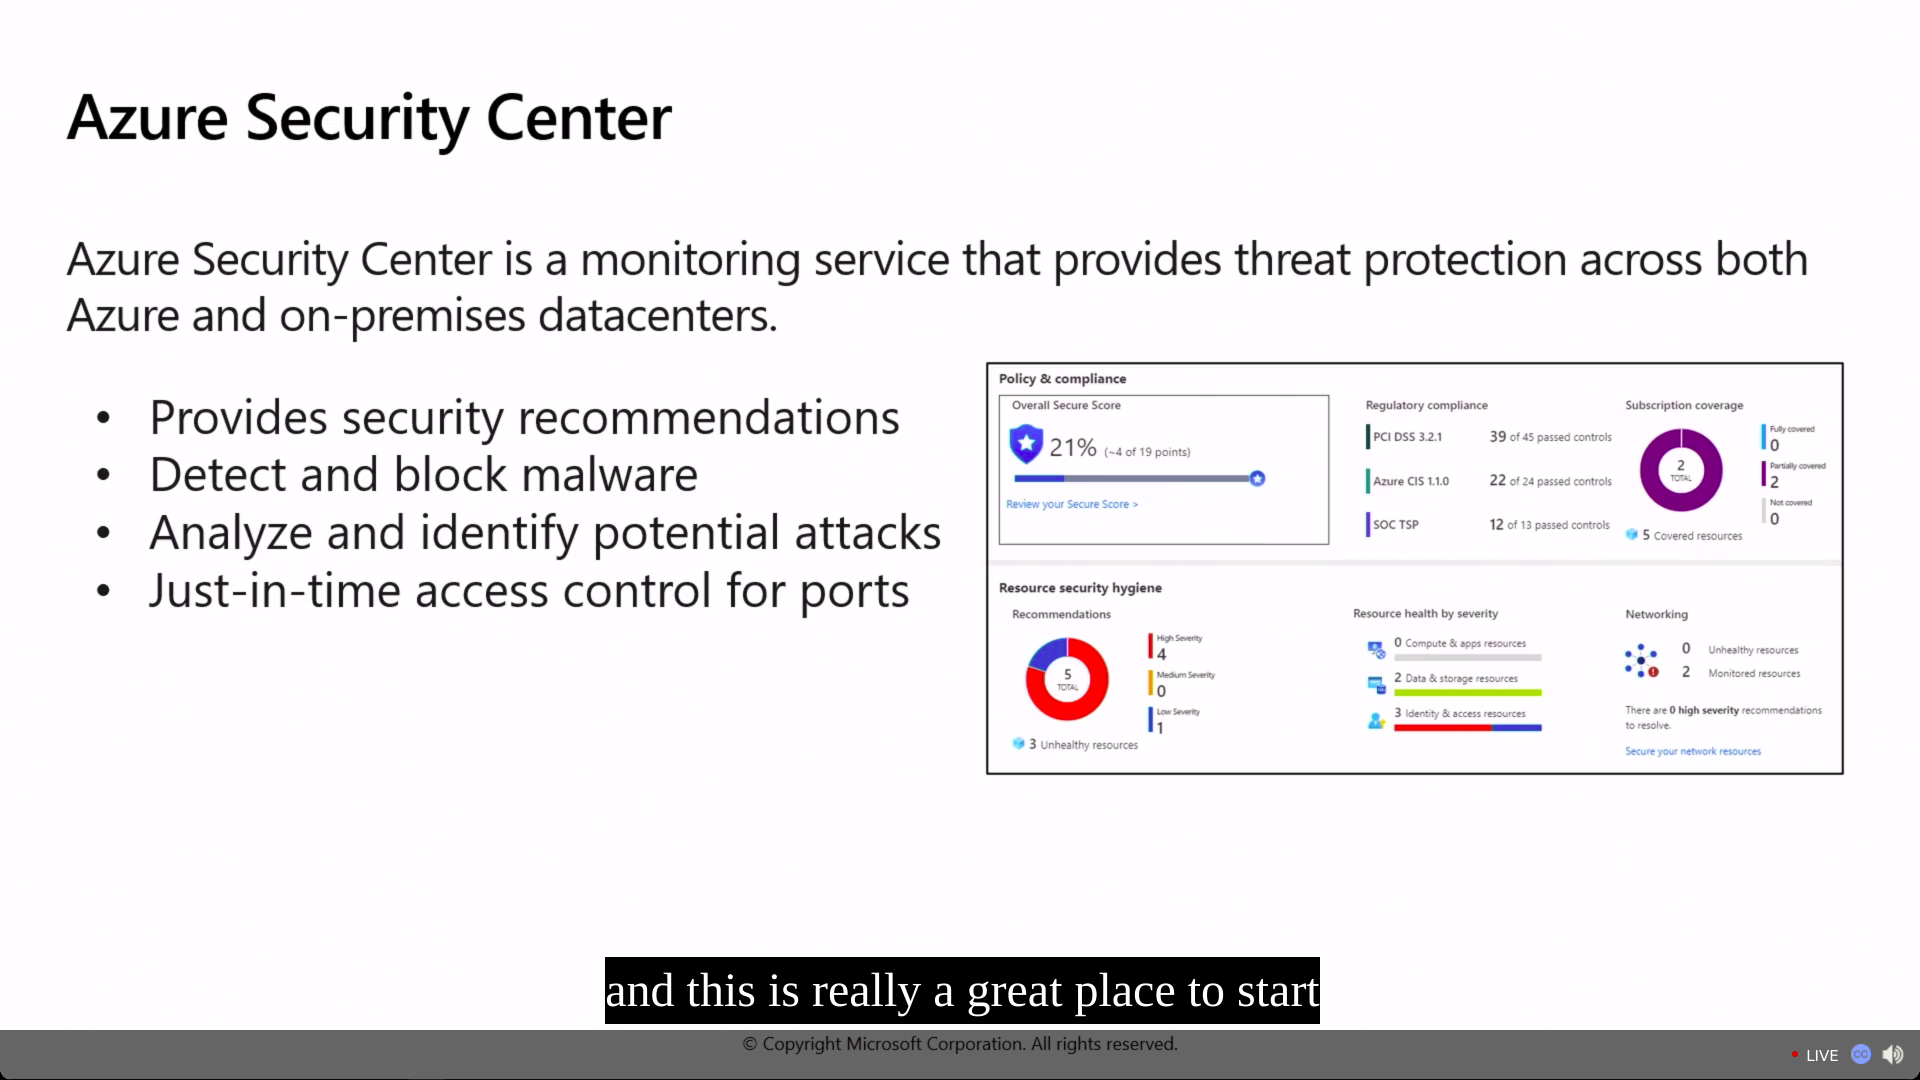 Azure Security Center
Azure Security Center is a monitoring service that provides threat protection across both
Azure and on-premises datacenters.
• Provides security recommendations
• Detect and block malware
• Analyze and identify potential attacks
• Just-in-time access control for ports
Policy & compliance
Overall Secure Score
21% (~4 of 19 points)
Review your Secure Score >
Regulatory compliance
PCI DSS 3.2.1 39 of 45 passed controls
Azure CIS 1.1.0 22 of 24 passed controls
SOC TSP 12 of 13 passed controls
Subscription coverage
2
TOTAL
Fully covered
0
Partially covered
2
Not covered
0
5 Covered resources
Resource security hygiene
Recommendations
5
TOTAL
High Severity
4
Medium Severity
0
Low Severity
1
3 Unhealthy resources
Resource health by severity
0 Compute & apps resources
2 Data & storage resources
3 Identity & access resources
Networking
0 Unhealthy resources
2 Monitored resources
There are 0 high severity recommendations
to resolve.
Secure your network resources
and this is really a great place to start
© Copyright Microsoft Corporation. All rights reserved.
LIVE CC